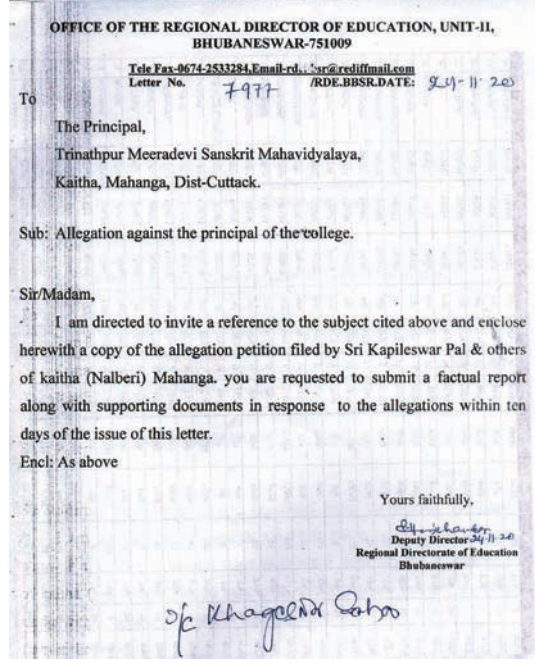 OFFICE OF THE REGIONAL DIRECTOR OF EDUCATION, UNIT-II,
BHUBANESWAR-751009
Tele Fax-0674-2533284,Email-rd.. bsr@rediffmail.com
Letter No. 7977 /RDE.BBSR.DATE: 24-11-20
To
The Principal,
Trinathpur Meeradevi Sanskrit Mahavidyalaya,
Kaitha, Mahanga, Dist-Cuttack.
Sub: Allegation against the principal of the college.
Sir/Madam,
I am directed to invite a reference to the subject cited above and enclose
herewith a copy of the allegation petition filed by Sri Kapileswar Pal & others
of kaitha (Nalberi) Mahanga. you are requested to submit a factual report
along with supporting documents in response to the allegations within ten
days of the issue of this letter.
Encl: As above
Yours faithfully,
Deputy Director 24-11-20
Regional Directorate of Education
Bhubaneswar